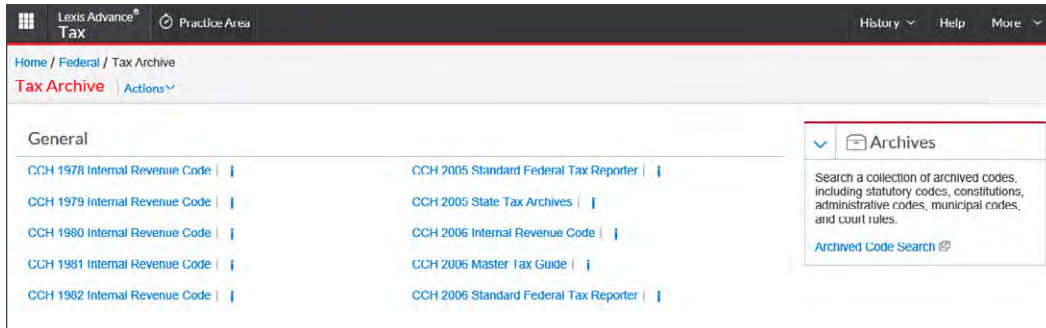 Lexis Advance®
Tax
Practice Area
History
Help
More
Home / Federal / Tax Archive
Tax Archive | Actions
General
CCH 1978 Internal Revenue Code | i
CCH 1979 Internal Revenue Code | i
CCH 1980 Internal Revenue Code | i
CCH 1981 Internal Revenue Code | i
CCH 1982 Internal Revenue Code | i
CCH 2005 Standard Federal Tax Reporter | i
CCH 2005 State Tax Archives | i
CCH 2006 Internal Revenue Code | i
CCH 2006 Master Tax Guide | i
CCH 2006 Standard Federal Tax Reporter | i
Archives
Search a collection of archived codes,
including statutory codes, constitutions,
administrative codes, municipal codes,
and court rules.
Archived Code Search